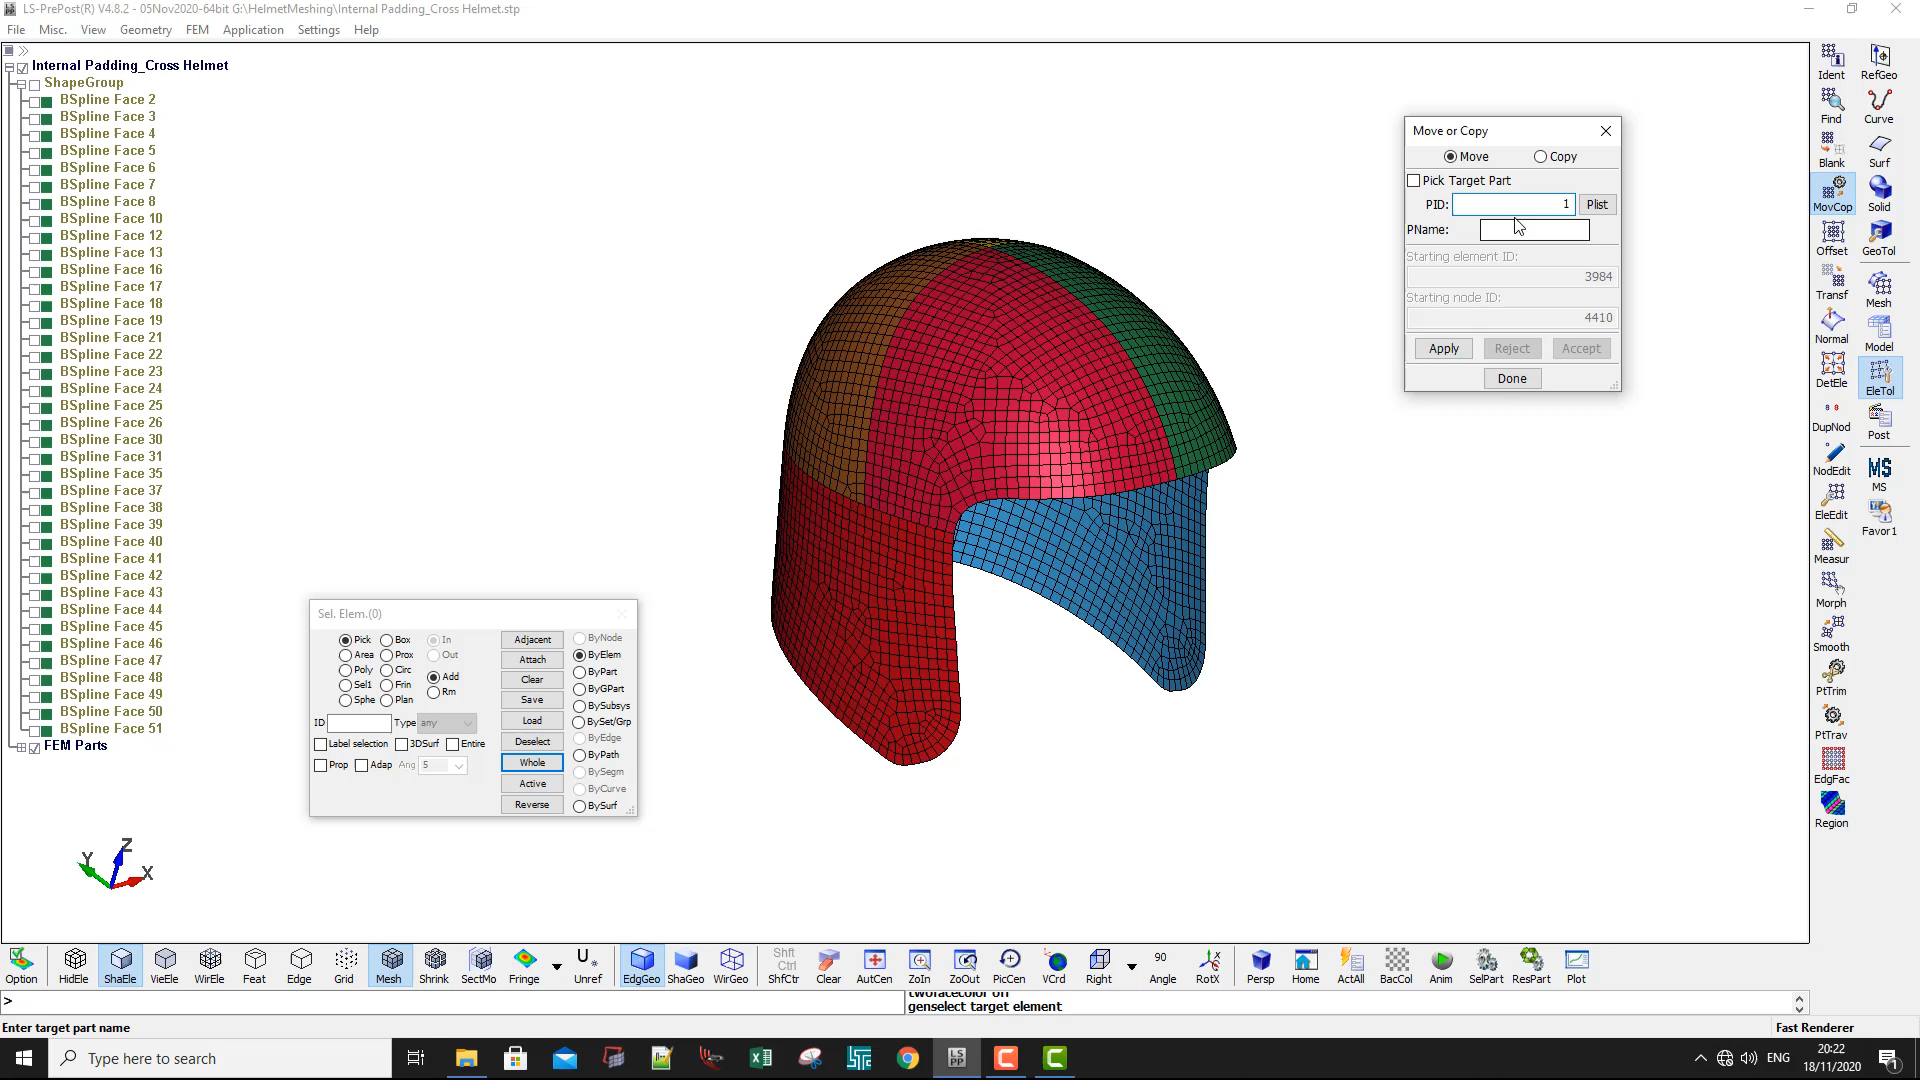 LS-PrePost(R) V4.8.2 - 05Nov2020-64bit G:\HelmetMeshing\Internal Padding_Cross Helmet.stp
File Misc. View Geometry FEM Application Settings Help
Internal Padding_Cross Helmet
ShapeGroup
BSpline Face 2
BSpline Face 3
BSpline Face 4
BSpline Face 5
BSpline Face 6
BSpline Face 7
BSpline Face 8
BSpline Face 10
BSpline Face 12
BSpline Face 13
BSpline Face 16
BSpline Face 17
BSpline Face 18
BSpline Face 19
BSpline Face 21
BSpline Face 22
BSpline Face 23
BSpline Face 24
BSpline Face 25
BSpline Face 26
BSpline Face 30
BSpline Face 31
BSpline Face 35
BSpline Face 37
BSpline Face 38
BSpline Face 39
BSpline Face 40
BSpline Face 41
BSpline Face 42
BSpline Face 43
BSpline Face 44
BSpline Face 45
BSpline Face 46
BSpline Face 47
BSpline Face 48
BSpline Face 49
BSpline Face 50
BSpline Face 51
FEM Parts
Sel. Elem.(0)
Pick Box In Adjacent ByNode
Area Prox Out Attach ByElem
Poly Circ Add Clear ByPart
Sel1 Frin Rm Save ByGPart
Sphe Plan Load BySubsys
ID Type any BySet/Grp
Label selection 3DSurf Entire Deselect ByEdge
Prop Adap Ang 5 Whole ByPath
Active BySegm
ByCurve
Reverse BySurf
Move or Copy
Move Copy
Pick Target Part
PID: 1 Plist
PName:
Starting element ID:
3984
Starting node ID:
4410
Apply Reject Accept
Done
Ident RefGeo
Find Curve
Blank Surf
MovCop Solid
Offset GeoTol
Transf Mesh
Normal Model
DetEle EleTol
DupNod Post
NodEdit MS
MS
EleEdit Favor1
Measur
Morph
Smooth
PtTrim
PtTrav
EdgFac
Region
Y Z X
Option HidEle ShaEle VieEle WirEle Feat Edge Grid Mesh Shrink SectMo Fringe U Unref EdgGeo ShaGeo WirGeo Shft Ctrl ShfCtr Clear AutCen ZoIn ZoOut PicCen VCrd Right 90 Angle RotX Persp Home ActAll BacCol Anim SelPart ResPart Plot
>
twofacecolor off
genselect target element
Enter target part name
Fast Renderer
Type here to search
LS PP
ENG
20:22
18/11/2020
1